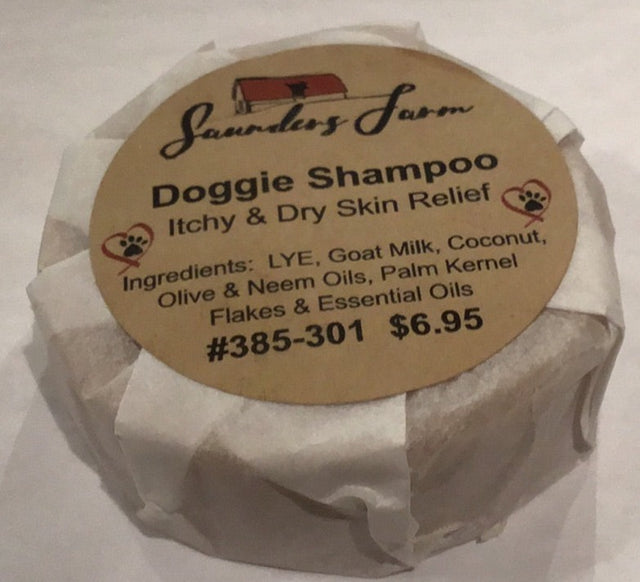 Saunders Farm
Doggie Shampoo
Itchy & Dry Skin Relief
Ingredients: LYE, Goat Milk, Coconut,
Olive & Neem Oils, Palm Kernel
Flakes & Essential Oils
#385-301 $6.95